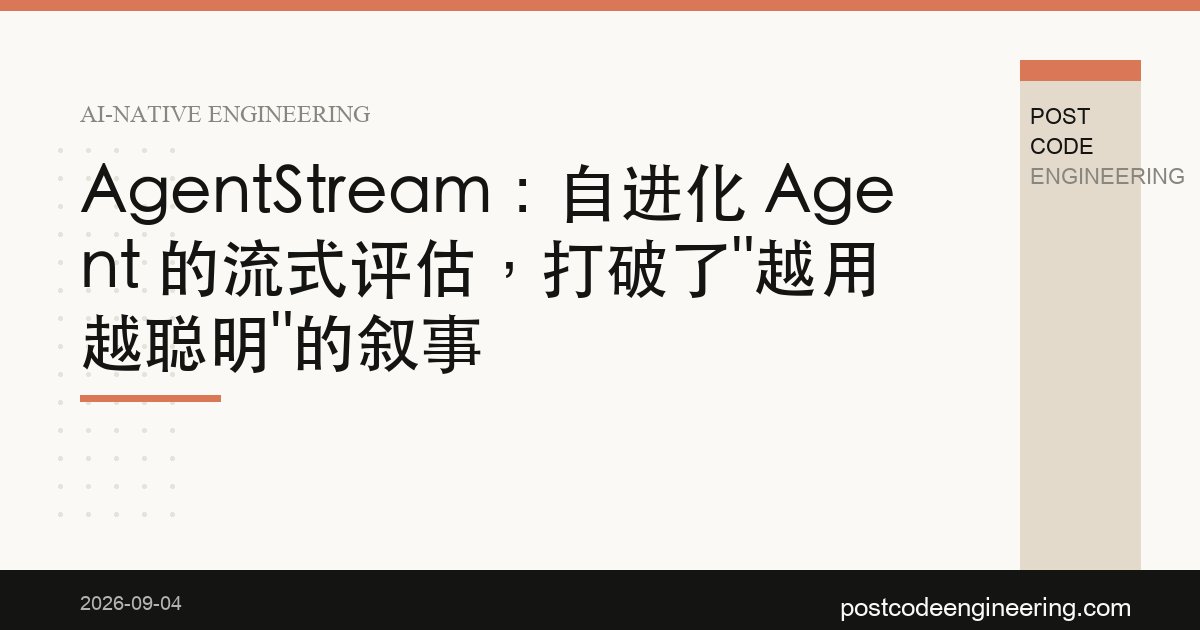 AI-NATIVE ENGINEERING
AgentStream：自进化 Age
nt 的流式评估，打破了"越用
越聪明"的叙事
POST
CODE
ENGINEERING
2026-09-04
postcodeengineering.com